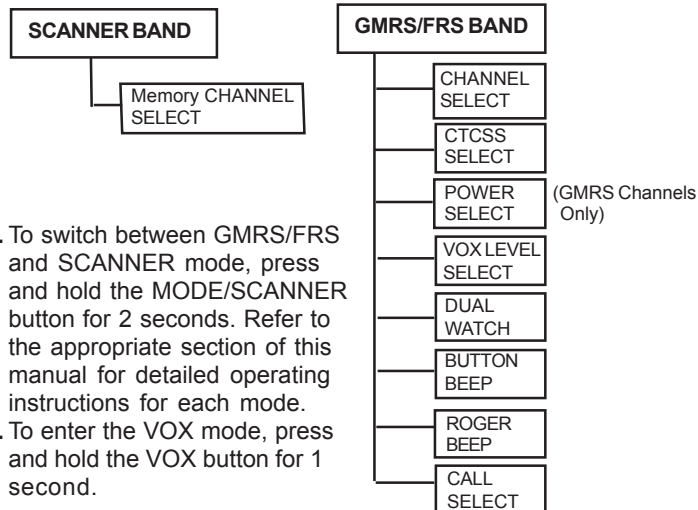 SCANNER BAND
Memory CHANNEL
SELECT
. To switch between GMRS/FRS
and SCANNER mode, press
and hold the MODE/SCANNER
button for 2 seconds. Refer to
the appropriate section of this
manual for detailed operating
instructions for each mode.
. To enter the VOX mode, press
and hold the VOX button for 1
second.
GMRS/FRS BAND
CHANNEL
SELECT
CTCSS
SELECT
POWER
SELECT
(GMRS Channels
Only)
VOX LEVEL
SELECT
DUAL
WATCH
BUTTON
BEEP
ROGER
BEEP
CALL
SELECT